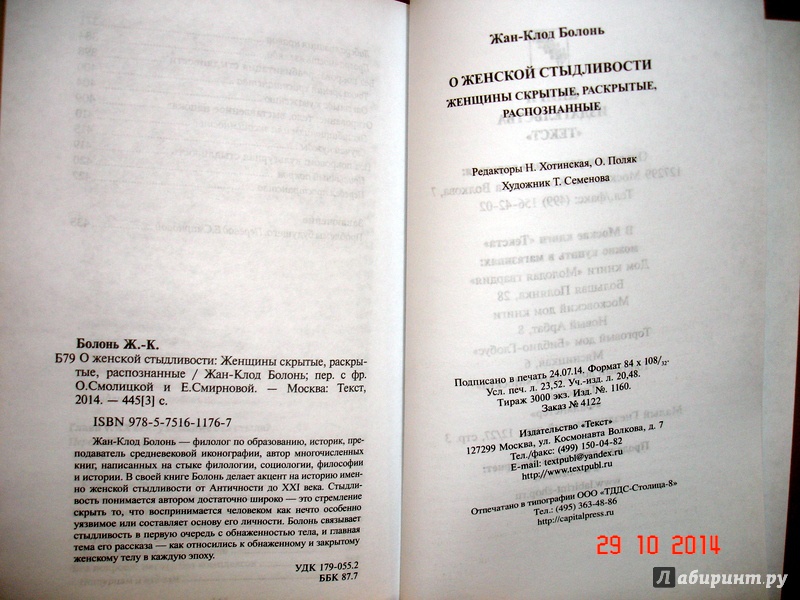 Болонь Ж.-К.
Б79 О женской стыдливости: Женщины скрытые, раскры-
тые, распознанные / Жан-Клод Болонь; пер. с фр.
О.Смолицкой и Е.Смирновой. — Москва: Текст,
2014. — 445[3] с.
ISBN 978-5-7516-1176-7
Жан-Клод Болонь — филолог по образованию, историк, пре-
подаватель средневековой иконографии, автор многочисленных
книг, написанных на стыке филологии, социологии, философии
и истории. В своей книге Болонь делает акцент на историю имен-
но женской стыдливости от Античности до XXI века. Стыдли-
вость понимается автором достаточно широко — это стремление
скрыть то, что воспринимается человеком как нечто особенно
уязвимое или составляет основу его личности. Болонь связывает
стыдливость в первую очередь с обнаженностью тела, и главная
тема его рассказа — как относились к обнаженному и закрытому
женскому телу в каждую эпоху.
УДК 179-055.2
ББК 87.7
Жан-Клод Болонь
О ЖЕНСКОЙ СТЫДЛИВОСТИ
ЖЕНЩИНЫ СКРЫТЫЕ, РАСКРЫТЫЕ,
РАСПОЗНАННЫЕ
Редакторы Н. Хотинская, О. Поляк
Художник Т. Семенова
Подписано в печать 24.07.14. Формат 84 x 108/32.
Усл. печ. л. 23,52. Уч.-изд. л. 20,48.
Тираж 3000 экз. Изд. № 1160.
Заказ № 4122
Издательство «Текст»
127299 Москва, ул. Космонавта Волкова, д. 7
Тел./факс: (499) 150-04-82
E-mail: textpubl@yandex.ru
http://www.textpubl.ru
Отпечатано в типографии ООО «ТДДС-Столица-8»
Тел.: (495) 363-48-86
http://capitalpress.ru
29 10 2014
Лабиринт.ру